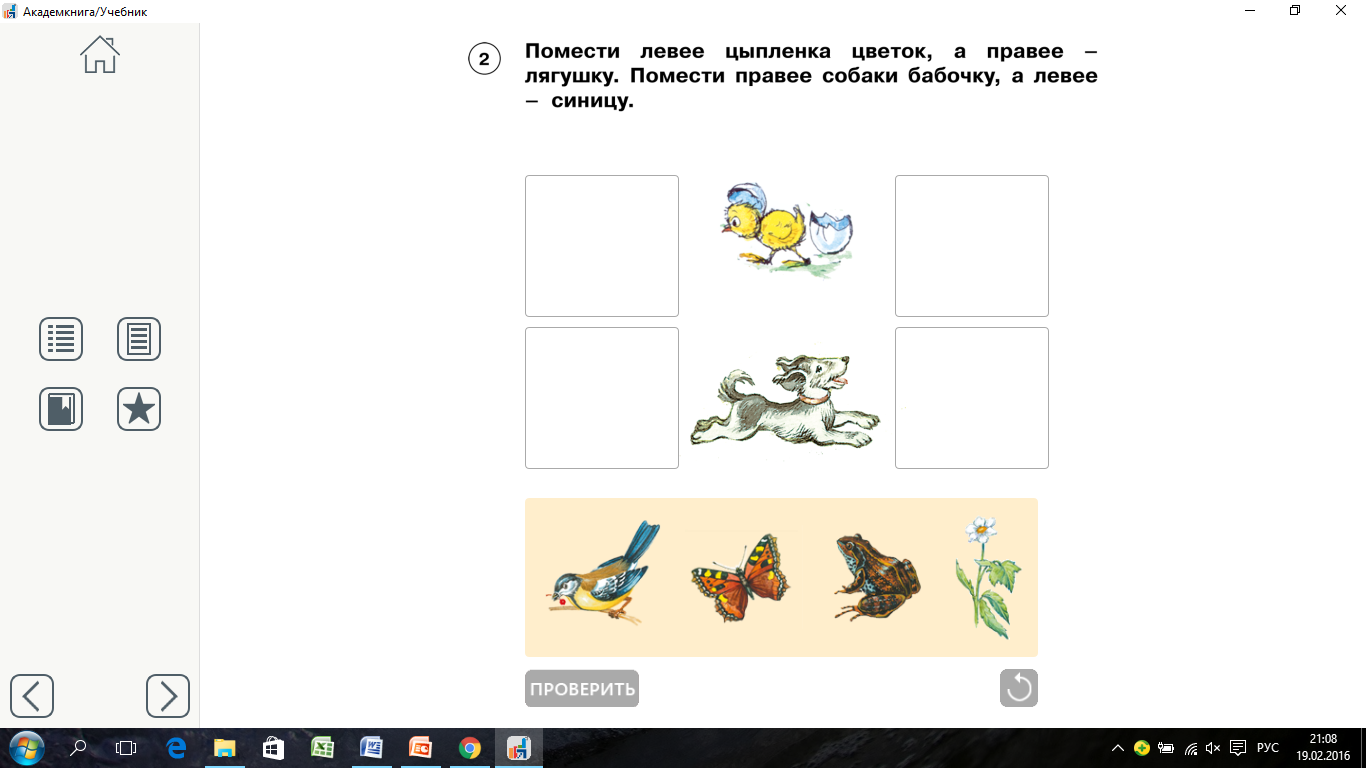 Академкнига/Учебник
2
Помести левее цыпленка цветок, а правее –
лягушку. Помести правее собаки бабочку, а левее
– синицу.
ПРОВЕРИТЬ
РУС
21:08
19.02.2016